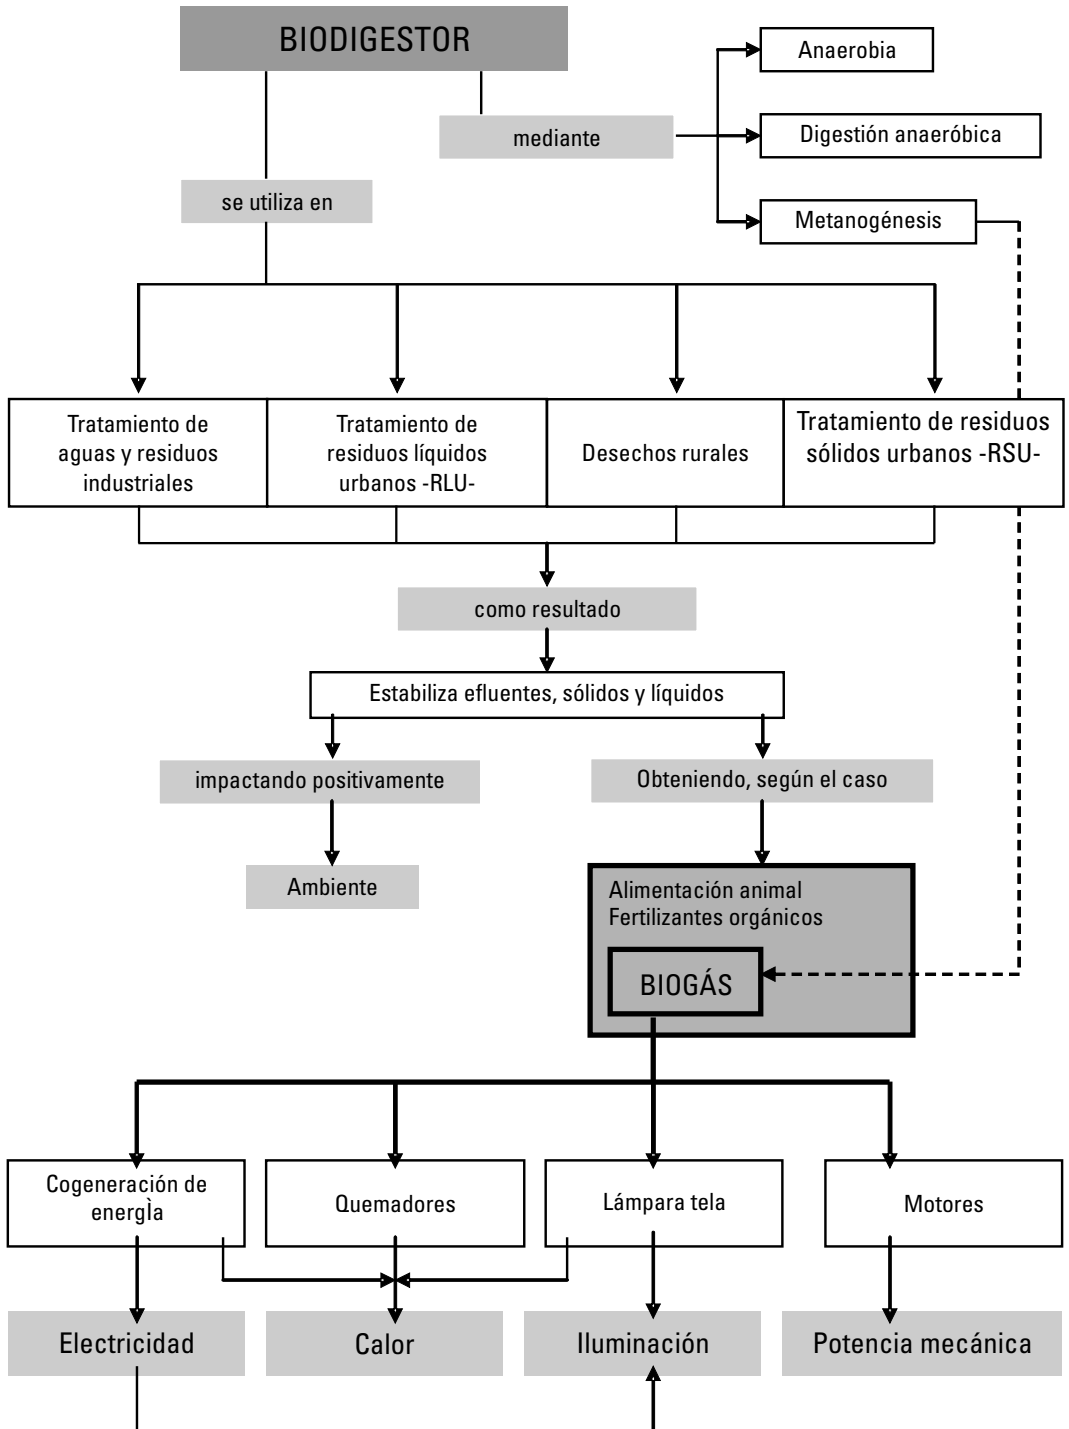 BIODIGESTOR
Anaerobia
mediante
Digestión anaeróbica
se utiliza en
Metanogénesis
Tratamiento de
aguas y residuos
industriales
Tratamiento de
residuos líquidos
urbanos -RLU-
Desechos rurales
Tratamiento de residuos
sólidos urbanos -RSU-
como resultado
Estabiliza efluentes, sólidos y líquidos
impactando positivamente
Obteniendo, según el caso
Ambiente
Alimentación animal
Fertilizantes orgánicos
BIOGÁS
Cogeneración de
energÌa
Quemadores
Lámpara tela
Motores
Electricidad
Calor
Iluminación
Potencia mecánica